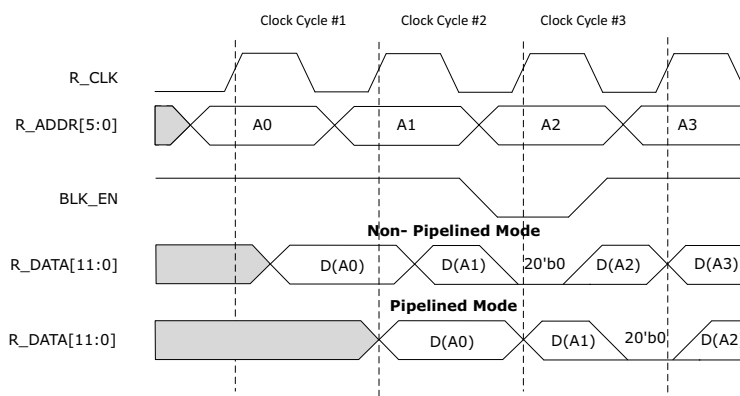 Clock Cycle #1 Clock Cycle #2 Clock Cycle #3
R_CLK
R_ADDR[5:0] A0 A1 A2 A3
BLK_EN
Non- Pipelined Mode
R_DATA[11:0] D(A0) D(A1) 20'b0 D(A2) D(A3)
Pipelined Mode
R_DATA[11:0] D(A0) D(A1) 20'b0 D(A2